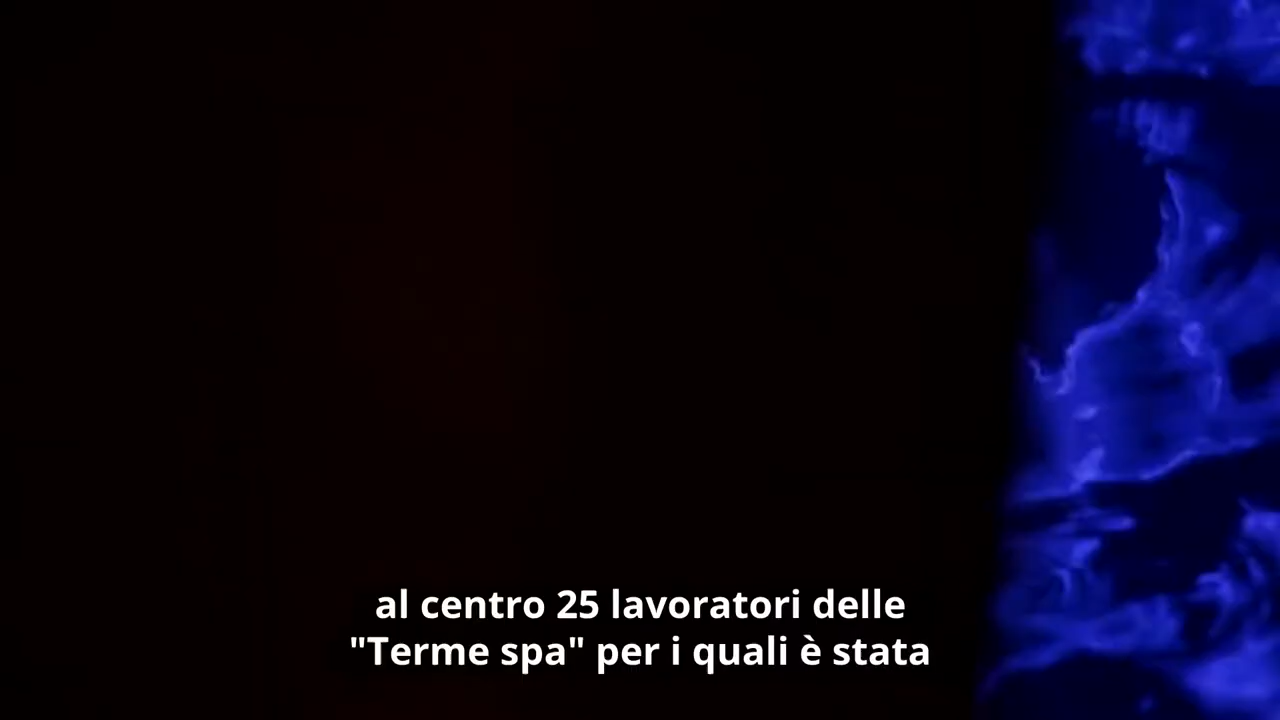 al centro 25 lavoratori delle
"Terme spa" per i quali è stata